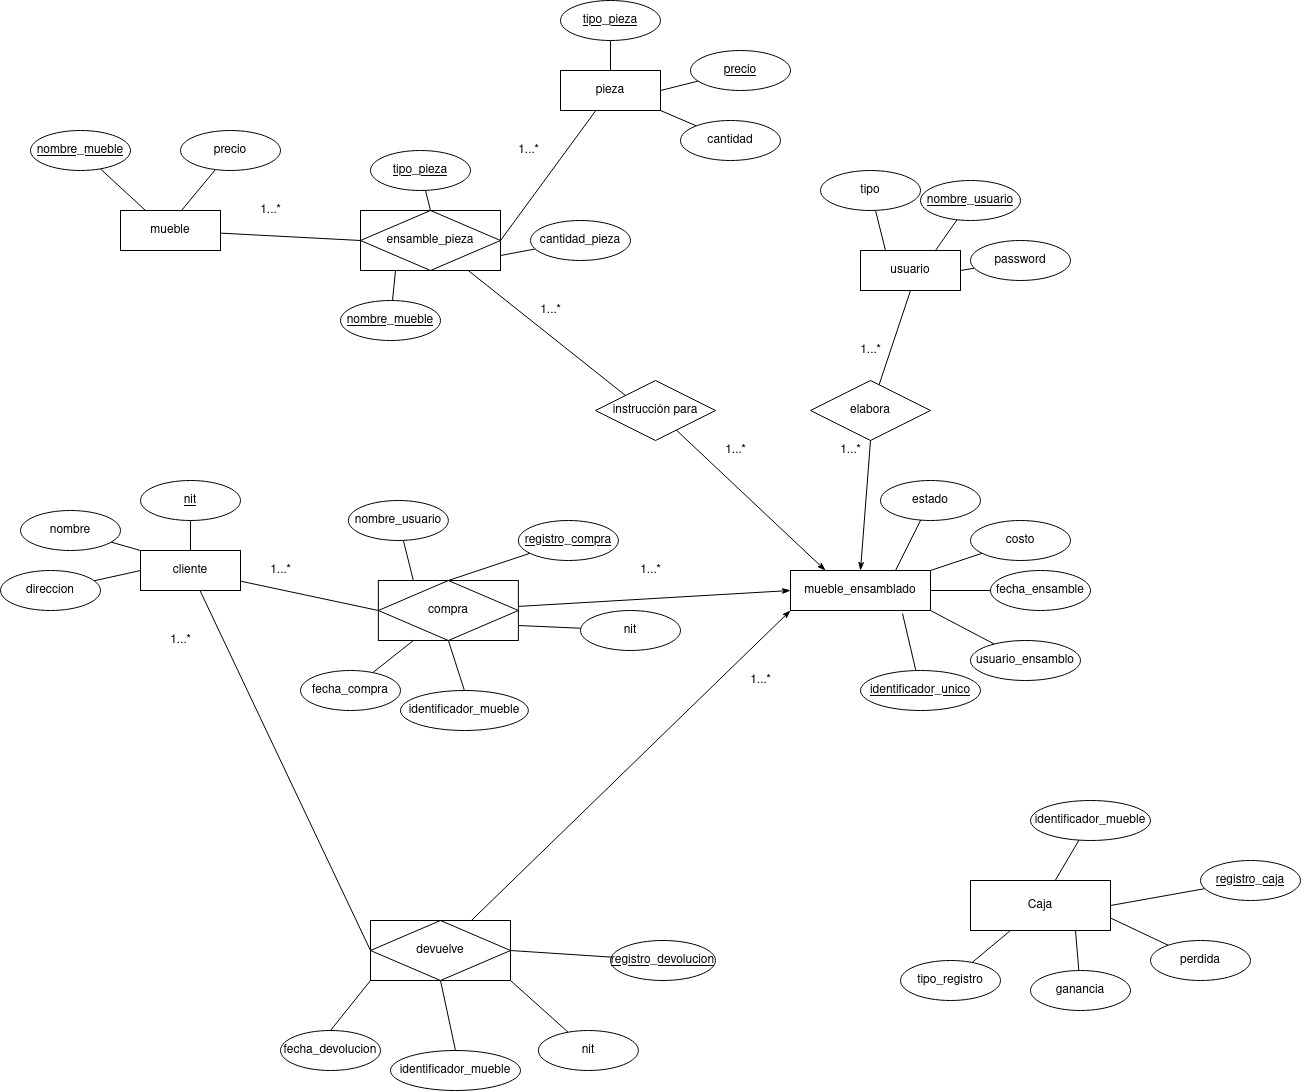 tipo_pieza
precio
pieza
cantidad
1...*
nombre_mueble
precio
tipo_pieza
tipo
nombre_usuario
1...*
mueble
ensamble_pieza
cantidad_pieza
usuario
password
nombre_mueble
1...*
1...*
instrucción para
elabora
1...*
1...*
nit
nombre
nombre_usuario
registro_compra
estado
costo
cliente
1...*
1...*
direccion
compra
mueble_ensamblado
fecha_ensamble
nit
1...*
usuario_ensamblo
fecha_compra
identificador_mueble
1...*
identificador_unico
identificador_mueble
registro_caja
Caja
devuelve
registro_devolucion
perdida
tipo_registro
ganancia
fecha_devolucion
identificador_mueble
nit